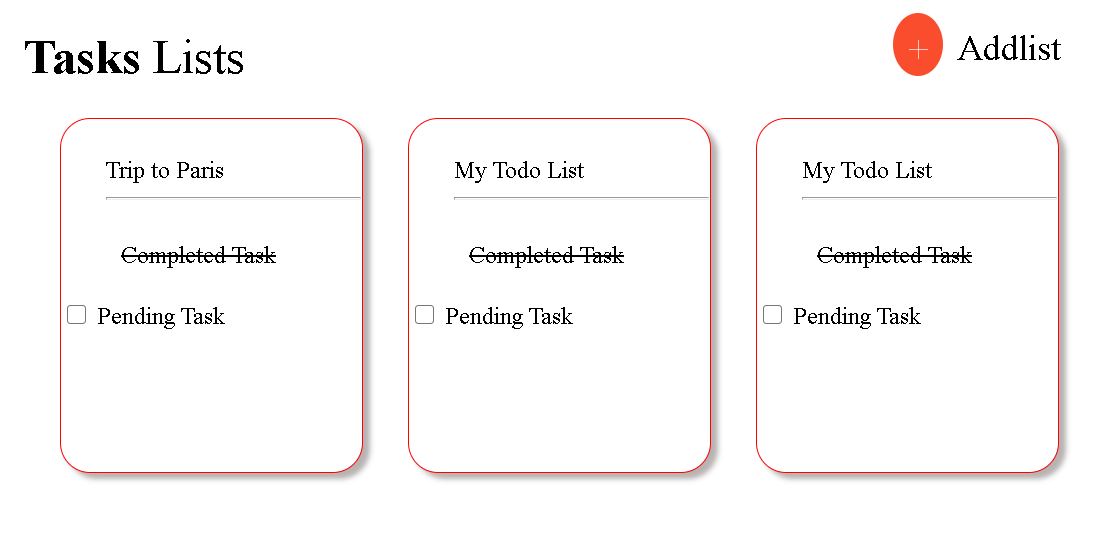 Tasks Lists
+ Addlist
Trip to Paris
Completed Task
Pending Task
My Todo List
Completed Task
Pending Task
My Todo List
Completed Task
Pending Task